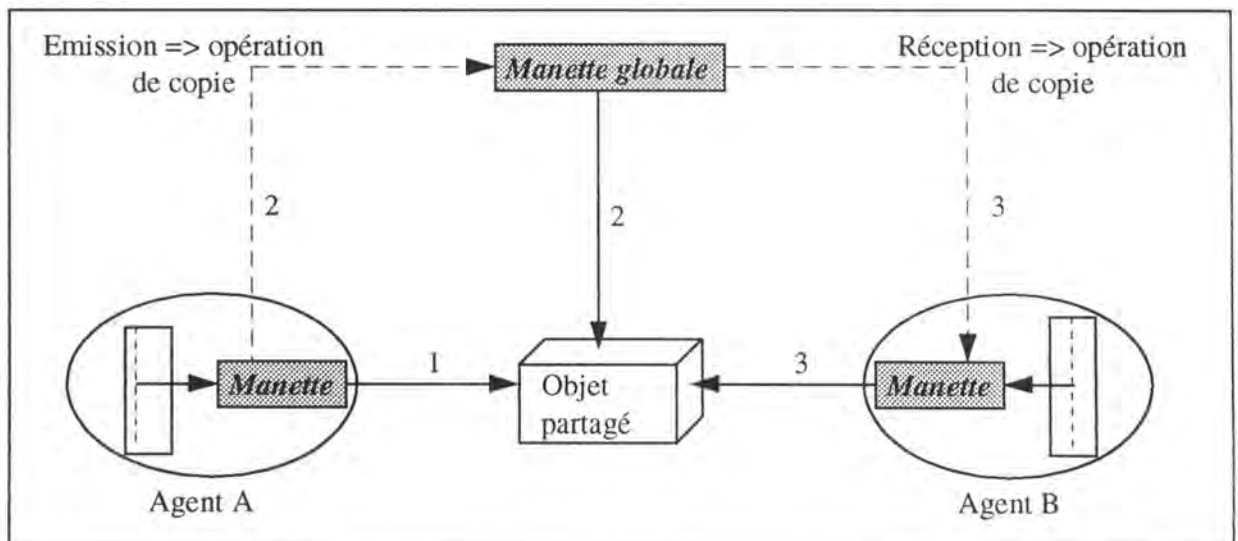 Emission => opération
de copie
Manette globale
Réception => opération
de copie
2
2
3
Manette
1
Objet
partagé
3
Manette
Agent A
Agent B